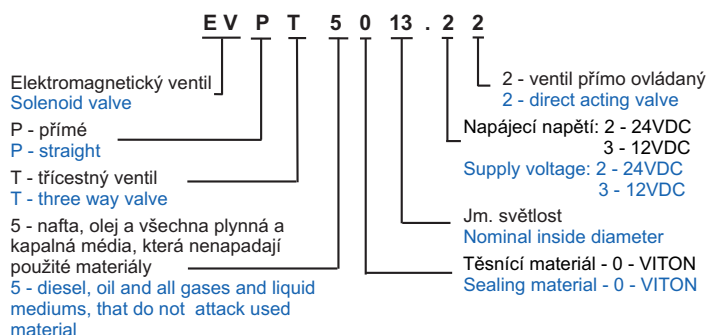 E V P T 5 0 13 . 2 2
Elektromagnetický ventil
Solenoid valve
P - přímé
P - straight
T - třícestný ventil
T - three way valve
5 - nafta, olej a všechna plynná a
kapalná média, která nenapadají
použité materiály
5 - diesel, oil and all gases and liquid
mediums, that do not attack used
material
2 - ventil přímo ovládaný
2 - direct acting valve
Napájecí napětí: 2 - 24VDC
3 - 12VDC
Supply voltage: 2 - 24VDC
3 - 12VDC
Jm. světlost
Nominal inside diameter
Těsnící materiál - 0 - VITON
Sealing material - 0 - VITON